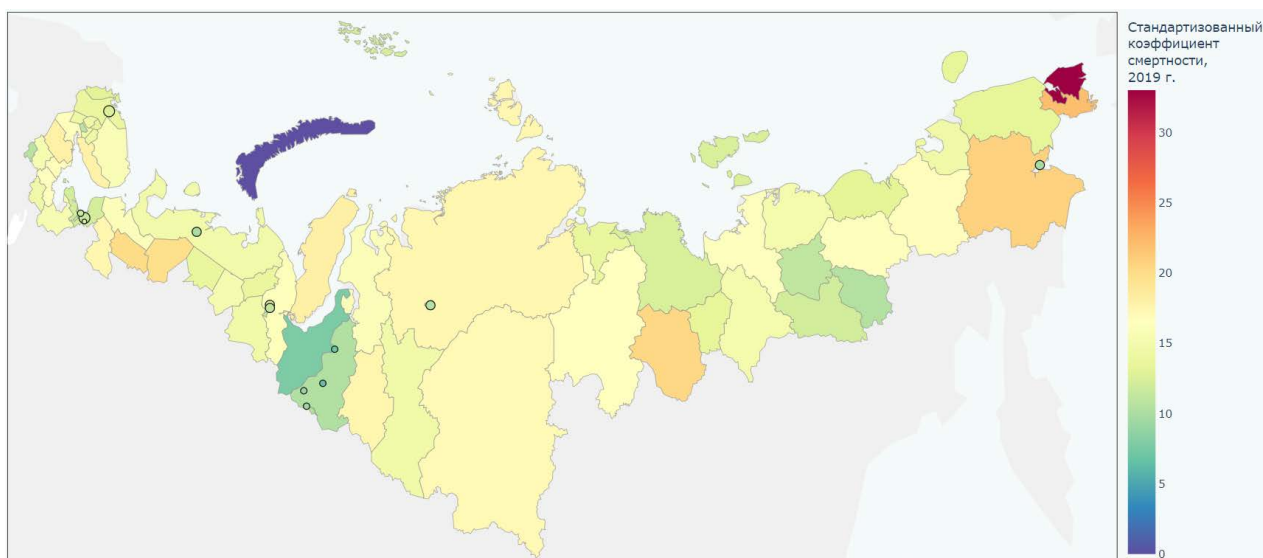 Стандартизованный
коэффициент
смертности,
2019 г.
30
25
20
15
10
5
0